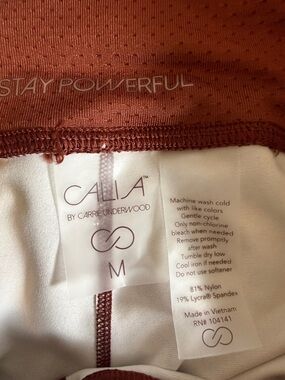 STAY POWERFUL
CALIA™
BY CARRIE UNDERWOOD
M
Machine wash cold
with like colors
Gentle cycle
Only non-chlorine
bleach when needed
Remove promptly
after wash
Tumble dry low
Cool iron if needed
Do not use softener
81% Nylon
19% Lycra® Spandex
Made in Vietnam
RN# 104141